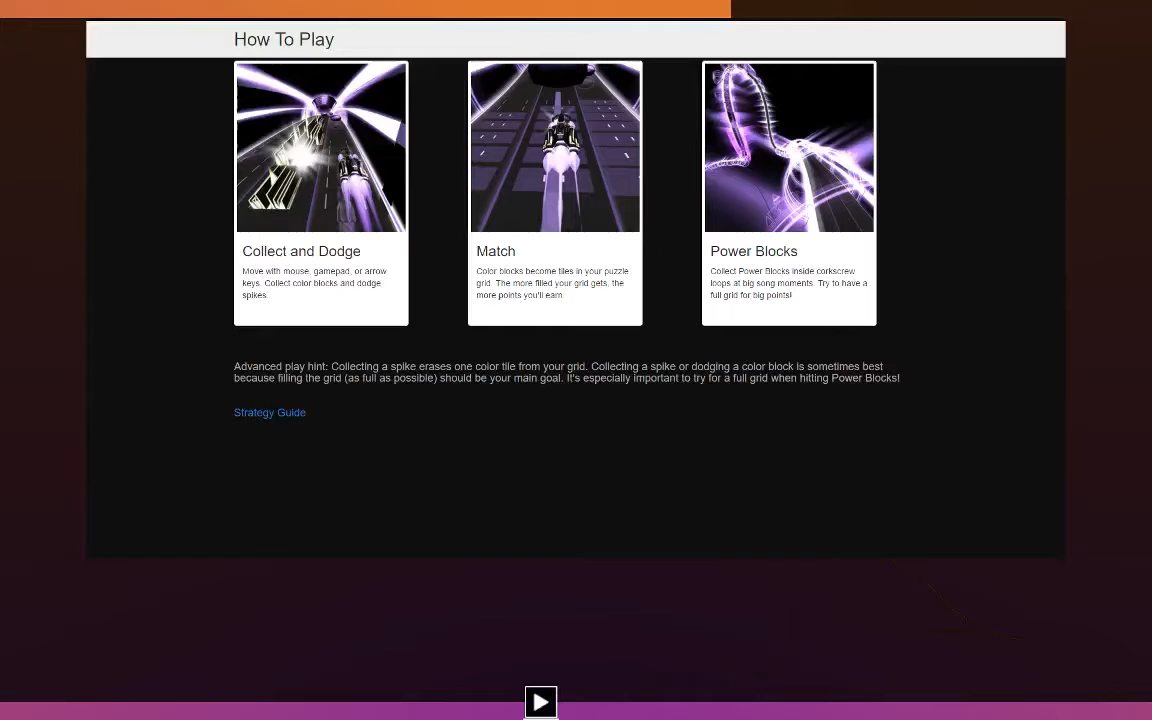 How To Play
Collect and Dodge
Move with mouse, gamepad, or arrow
keys. Collect color blocks and dodge
spikes.
Match
Color blocks become tiles in your puzzle
grid. The more filled your grid gets, the
more points you'll earn.
Power Blocks
Collect Power Blocks inside corkscrew
loops at big song moments. Try to have a
full grid for big points!
Advanced play hint: Collecting a spike erases one color tile from your grid. Collecting a spike or dodging a color block is sometimes best
because filling the grid (as full as possible) should be your main goal. It's especially important to try for a full grid when hitting Power Blocks!
Strategy Guide